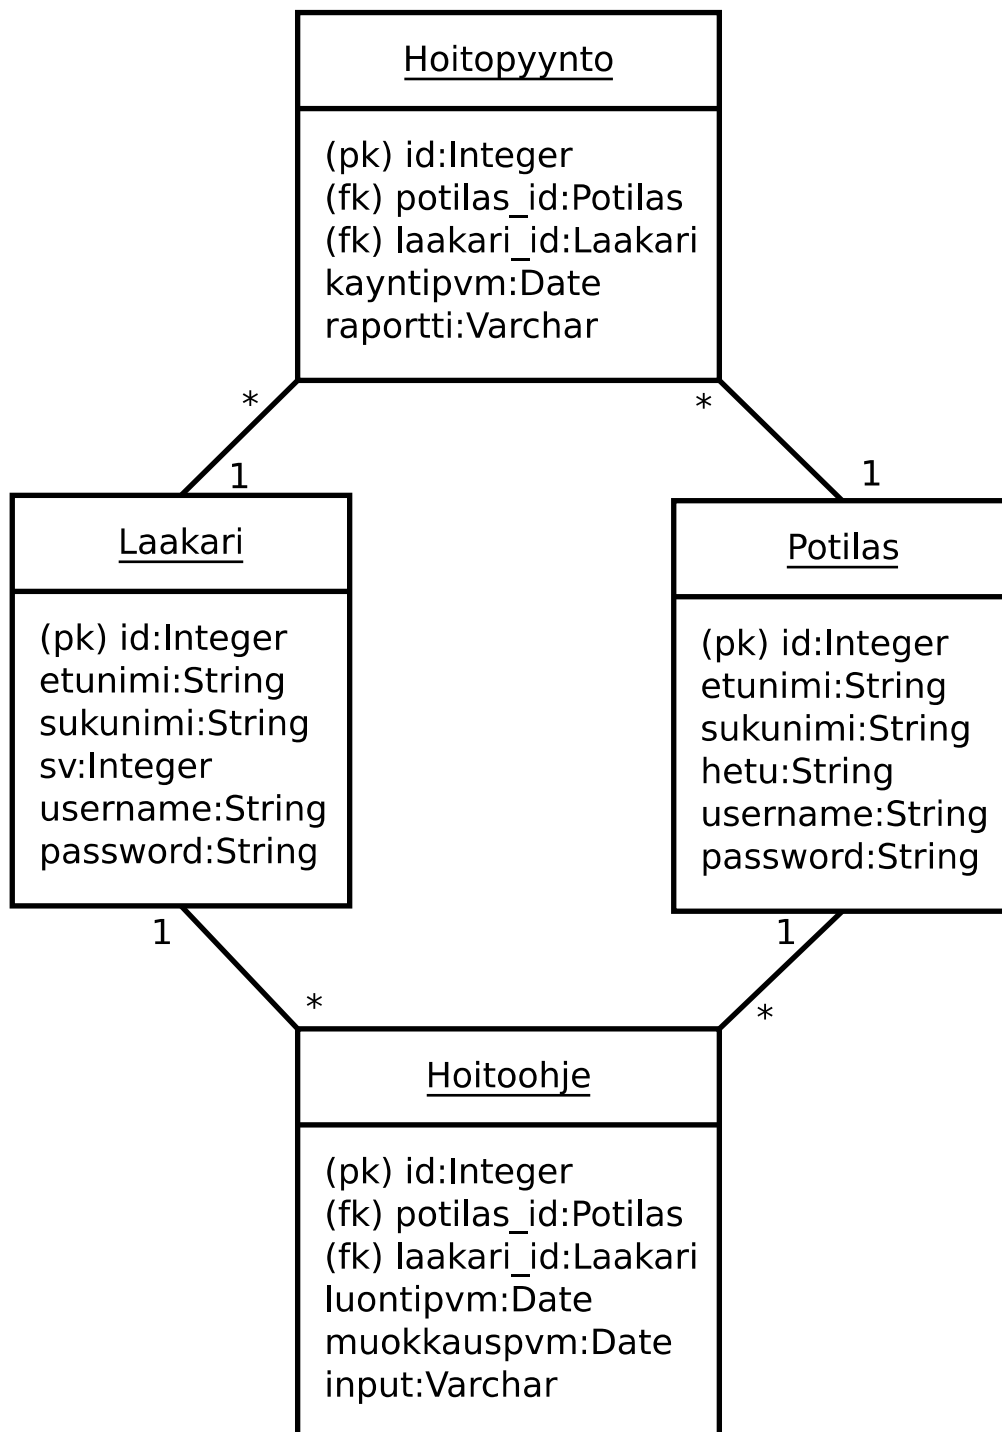 Hoitopyynto
(pk) id:Integer
(fk) potilas_id:Potilas
(fk) laakari_id:Laakari
kayntipvm:Date
raportti:Varchar
*
*
1
1
Laakari
(pk) id:Integer
etunimi:String
sukunimi:String
sv:Integer
username:String
password:String
Potilas
(pk) id:Integer
etunimi:String
sukunimi:String
hetu:String
username:String
password:String
1
1
*
*
Hoitoohje
(pk) id:Integer
(fk) potilas_id:Potilas
(fk) laakari_id:Laakari
luontipvm:Date
muokkauspvm:Date
input:Varchar